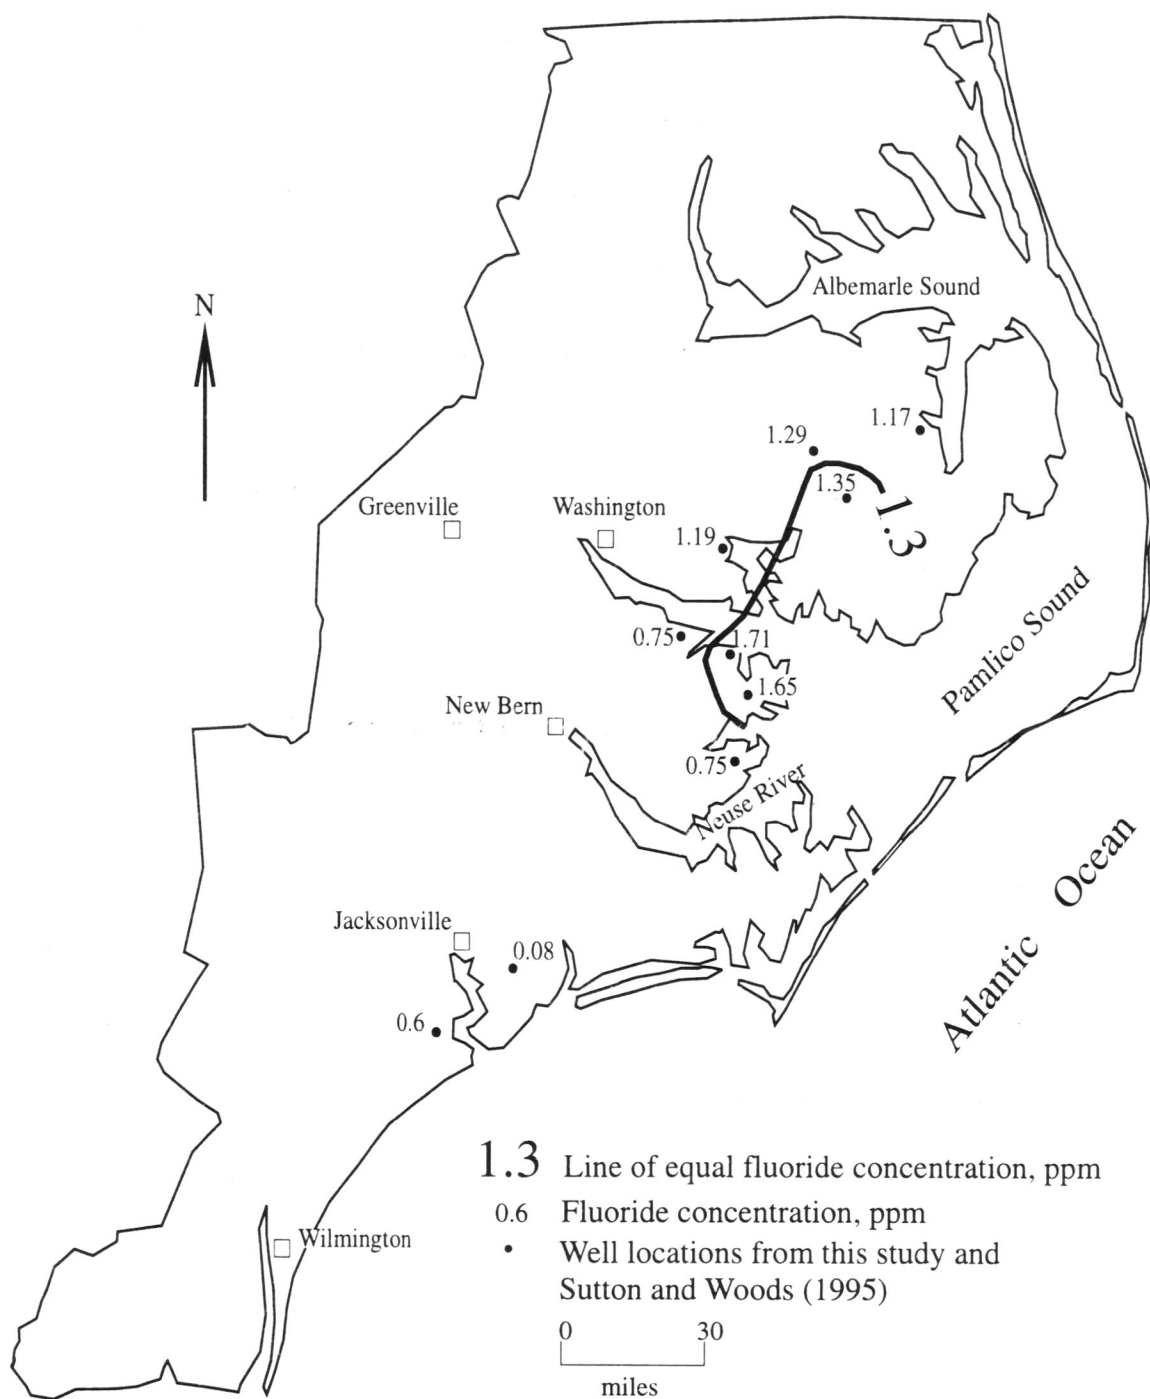 N
Albemarle Sound
1.17
1.29
1.35
1.3
Greenville
Washington
1.19
0.75
1.71
1.65
Pamlico Sound
New Bern
0.75
Neuse River
Atlantic Ocean
Jacksonville
0.08
0.6
Wilmington
1.3 Line of equal fluoride concentration, ppm
0.6 Fluoride concentration, ppm
• Well locations from this study and
Sutton and Woods (1995)
0 30
miles